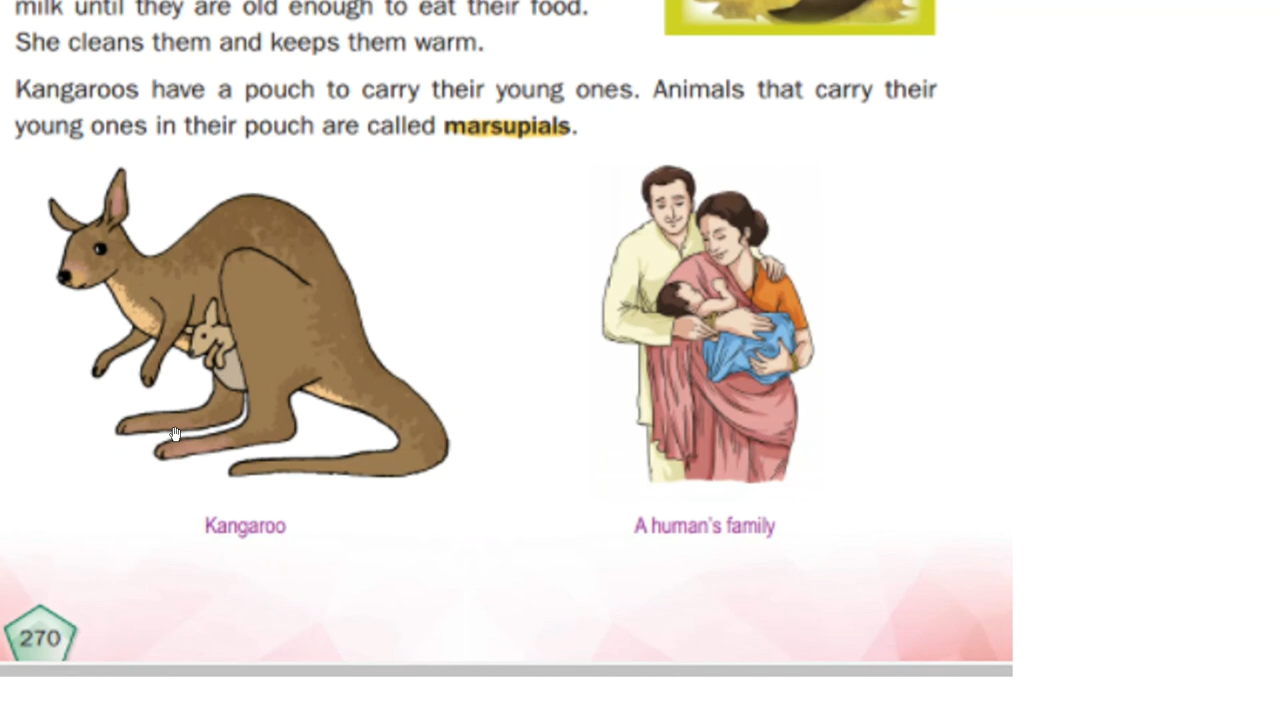 milk until they are old enough to eat their food.
She cleans them and keeps them warm.
Kangaroos have a pouch to carry their young ones. Animals that carry their
young ones in their pouch are called marsupials.
Kangaroo
A human's family
270